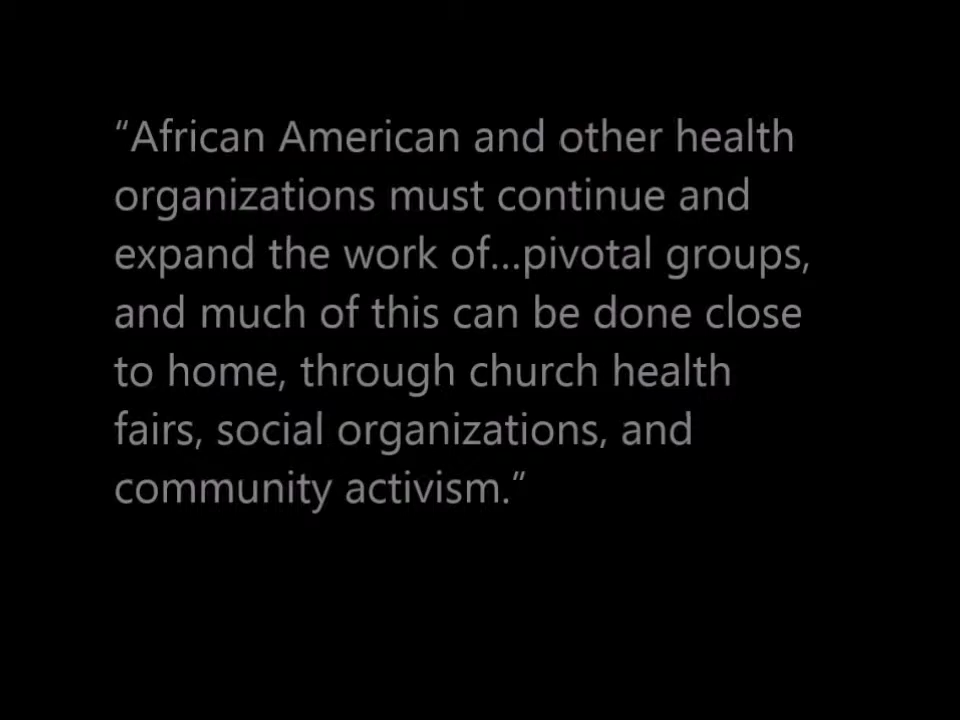 “African American and other health
organizations must continue and
expand the work of…pivotal groups,
and much of this can be done close
to home, through church health
fairs, social organizations, and
community activism.”